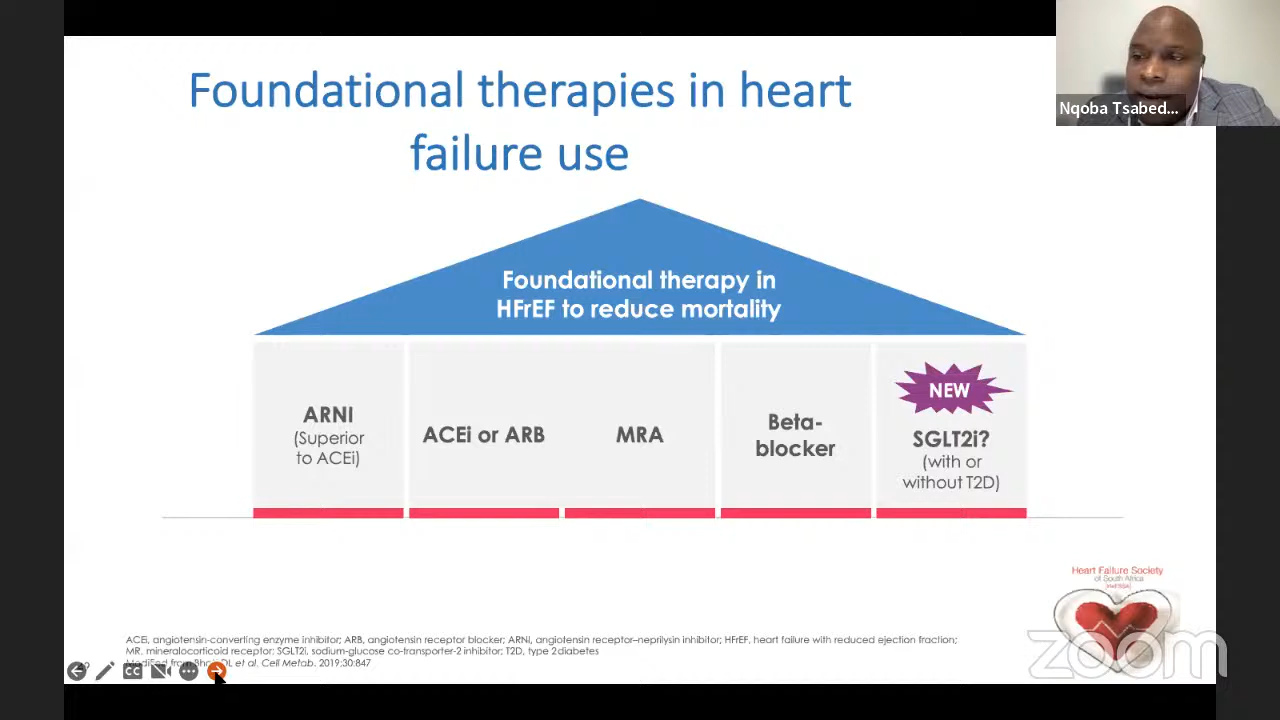 Foundational therapies in heart
failure use
Nqoba Tsabed...
Foundational therapy in
HFrEF to reduce mortality
ARNI
(Superior
to ACEi)
ACEi or ARB
MRA
Beta-
blocker
NEW
SGLT2i?
(with or
without T2D)
Heart Failure Society
of South Africa
zoom
ACEi, angiotensin-converting enzyme inhibitor; ARB, angiotensin receptor blocker; ARNI, angiotensin receptor–neprilysin inhibitor; HFrEF, heart failure with reduced ejection fraction;
MR. mineralocorticoid receptor; SGLT2i, sodium-glucose co-transporter-2 inhibitor; T2D, type 2 diabetes
Modified from et al. Cell Metab. 2019;30:847
CC